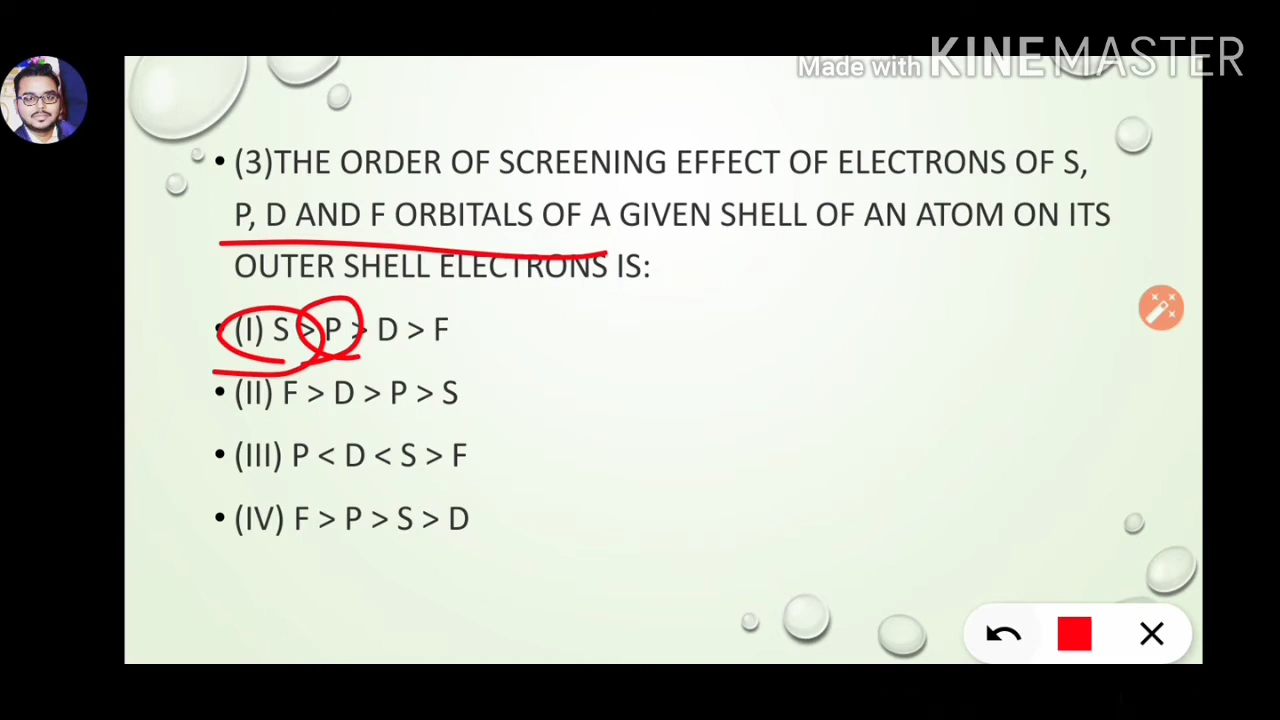 Made with KINEMASTER
• (3)THE ORDER OF SCREENING EFFECT OF ELECTRONS OF S,
P, D AND F ORBITALS OF A GIVEN SHELL OF AN ATOM ON ITS
OUTER SHELL ELECTRONS IS:
• (I) S > P > D > F
• (II) F > D > P > S
• (III) P < D < S > F
• (IV) F > P > S > D